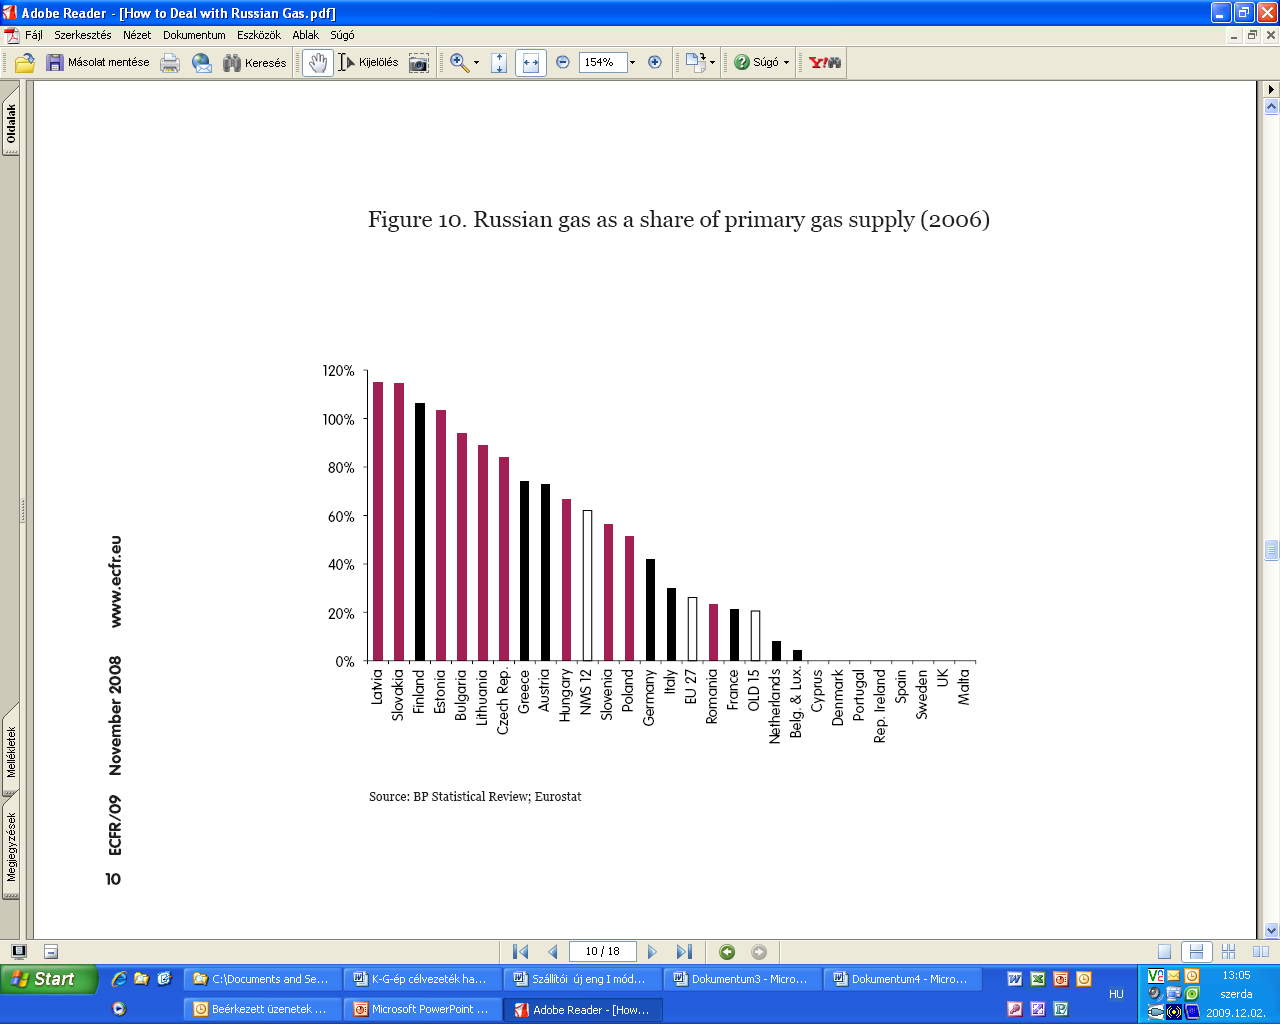 Adobe Reader - [How to Deal with Russian Gas.pdf]
Fájl Szerkesztés Nézet Dokumentum Eszközök Ablak Súgó
Másolat mentése Keresés Kijelölés 154% Súgó Y!
Oldalak
Mellékletek
Megjegyzések
Figure 10. Russian gas as a share of primary gas supply (2006)
120%
100%
80%
60%
40%
20%
0%
Latvia
Slovakia
Finland
Estonia
Bulgaria
Lithuania
Czech Rep.
Greece
Austria
Hungary
NMS 12
Slovenia
Poland
Germany
Italy
EU 27
Romania
France
OLD 15
Netherlands
Belg. & Lux.
Cyprus
Denmark
Portugal
Rep. Ireland
Spain
Sweden
UK
Malta
Source: BP Statistical Review; Eurostat
10 ECFR/09 November 2008 www.ecfr.eu
10 / 18
Start
C:\Documents and Se...
K-G-ép célvezeték ha...
Szállítói új eng I mód...
Dokumentum3 - Micro...
Dokumentum4 - Micro...
Beérkezett üzenetek ...
Microsoft PowerPoint ...
Adobe Reader - [How...
HU
13:05
szerda
2009.12.02.